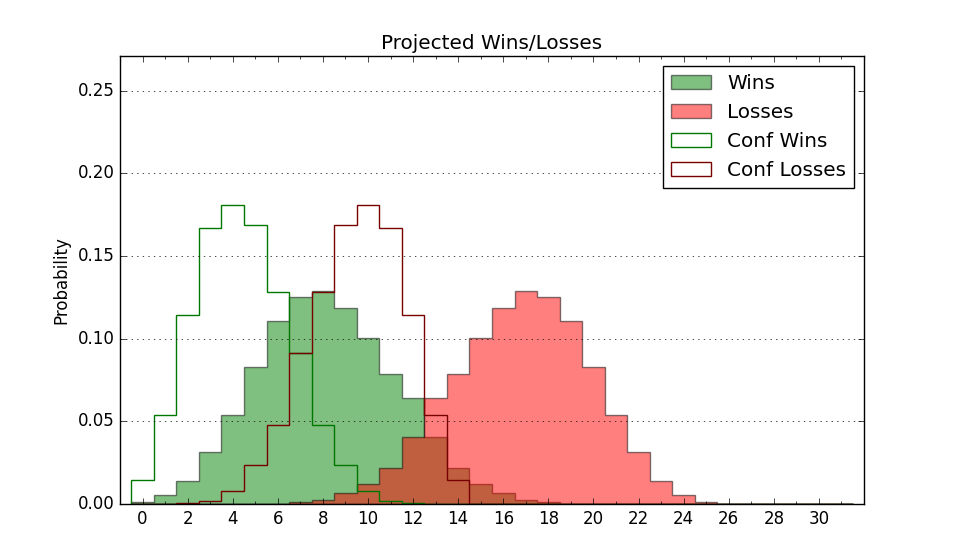 Projected Wins/Losses
Wins
Losses
Conf Wins
Conf Losses
Probability
0.25
0.20
0.15
0.10
0.05
0.00
0 2 4 6 8 10 12 14 16 18 20 22 24 26 28 30